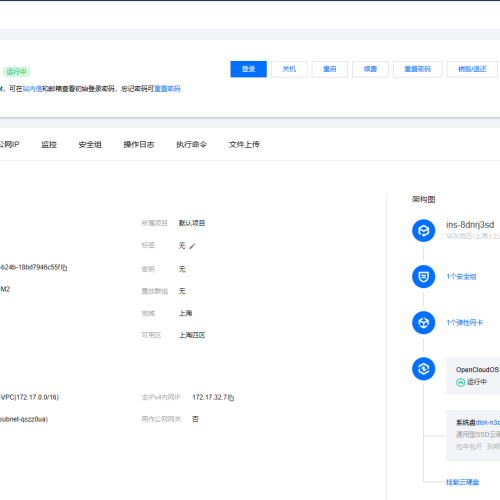 运行中
登录 关机 重启 续费 重置密码 销毁/退还
可在站内信和邮箱查看初始登录密码，忘记密码可重置密码
公网IP 监控 安全组 操作日志 执行命令 文件上传
架构图
所属项目 默认项目
ins-8dnrj3sd
标签 无
1个安全组
-b24b-18bd7946c55f
密钥 无
M2
置放群组 无
地域 上海
1个弹性网卡
可用区 上海四区
OpenCloudOS
运行中
-VPC(172.17.0.0/16)
主IPv4内网IP 172.17.32.7
subnet-qszz0ua)
用作公网网关 否
系统盘disk-n3c
通用型SSD云硬
包年包月 到期
挂载云硬盘